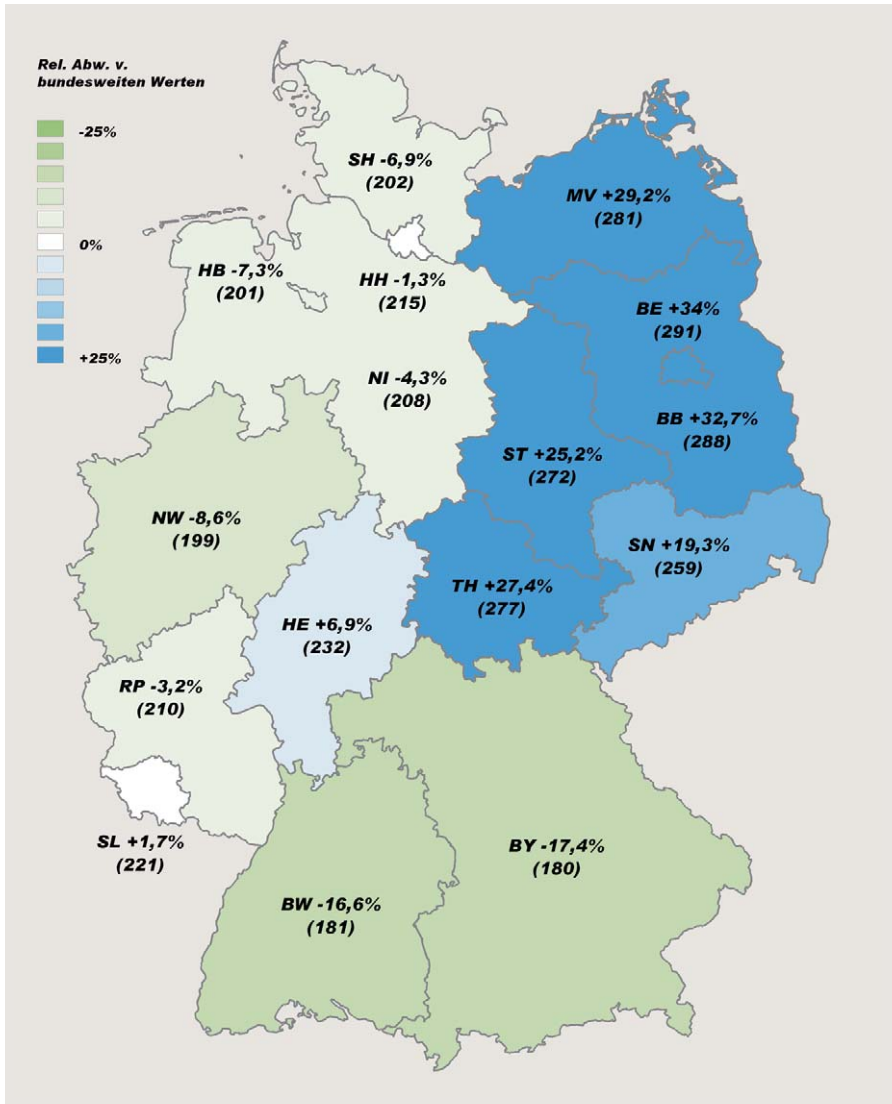 Rel. Abw. v.
bundesweiten Werten
-25%
0%
+25%
SH -6,9%
(202)
MV +29,2%
(281)
HB -7,3%
(201)
HH -1,3%
(215)
BE +34%
(291)
NI -4,3%
(208)
BB +32,7%
(288)
ST +25,2%
(272)
NW -8,6%
(199)
SN +19,3%
(259)
TH +27,4%
(277)
HE +6,9%
(232)
RP -3,2%
(210)
SL +1,7%
(221)
BY -17,4%
(180)
BW -16,6%
(181)